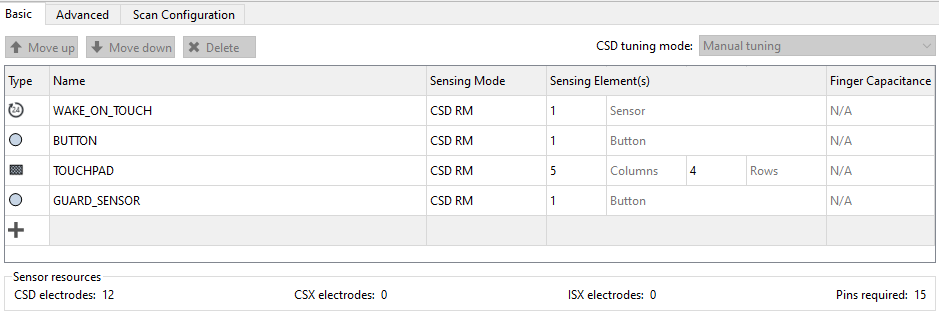 Basic Advanced Scan Configuration
Move up Move down Delete CSD tuning mode: Manual tuning
Type Name Sensing Mode Sensing Element(s) Finger Capacitance
WAKE_ON_TOUCH CSD RM 1 Sensor N/A
BUTTON CSD RM 1 Button N/A
TOUCHPAD CSD RM 5 Columns 4 Rows N/A
GUARD_SENSOR CSD RM 1 Button N/A
Sensor resources
CSD electrodes: 12 CSX electrodes: 0 ISX electrodes: 0 Pins required: 15